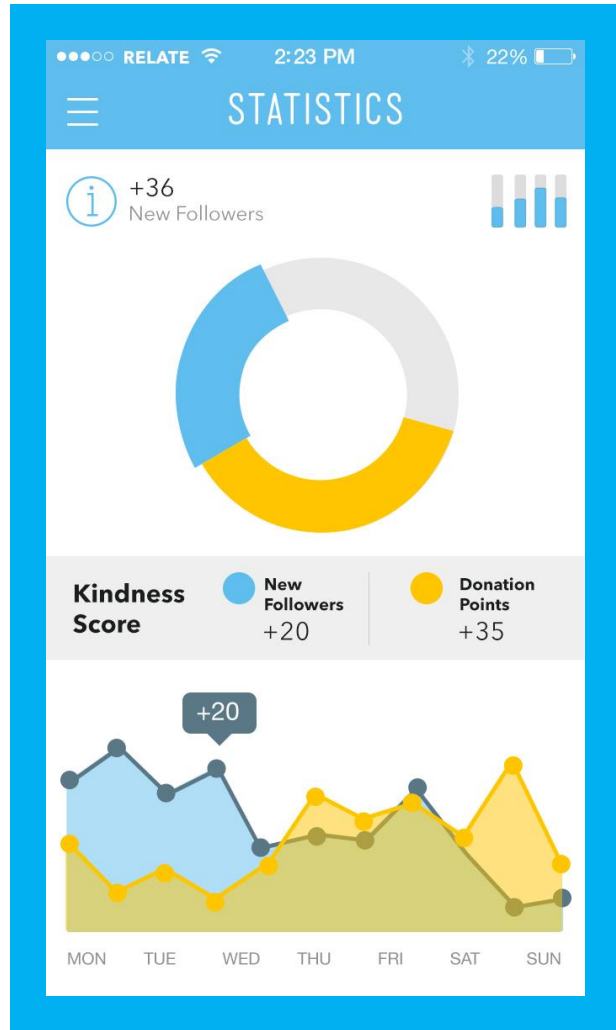 RELATE 2:23 PM 22%
STATISTICS
i
+36
New Followers
Kindness
Score
New
Followers
+20
Donation
Points
+35
+20
MON TUE WED THU FRI SAT SUN